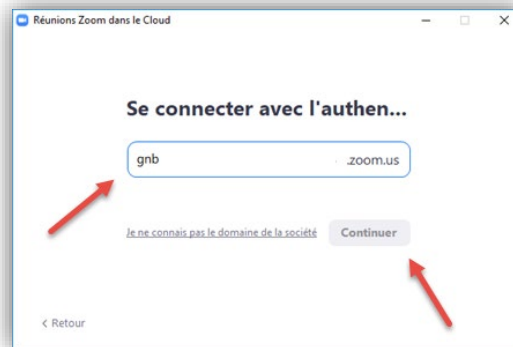 Réunions Zoom dans le Cloud
Se connecter avec l'authen...
gnb .zoom.us
Je ne connais pas le domaine de la société Continuer
< Retour